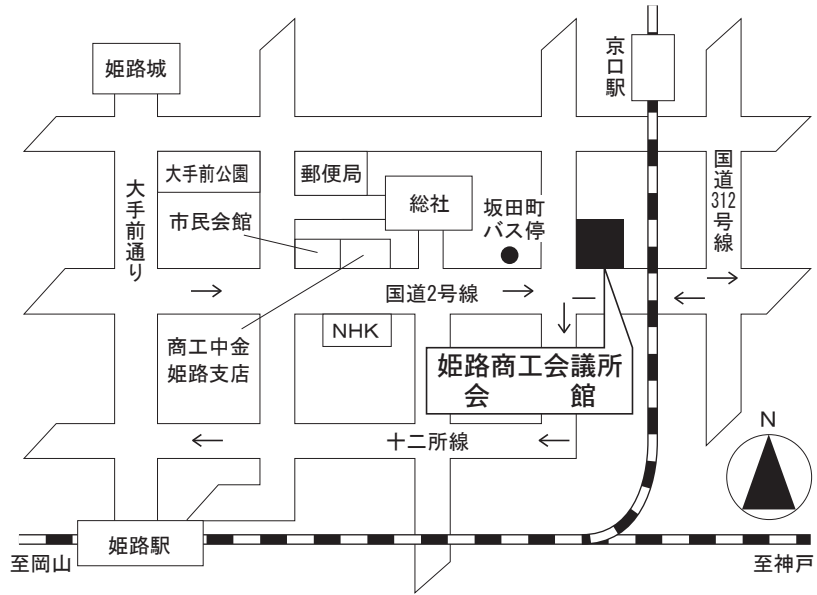 姫路城
京口駅
大手前公園
郵便局
国道312号線
大手前通り
市民会館
総社
坂田町
バス停
国道2号線
NHK
商工中金
姫路支店
姫路商工会議所
会館
十二所線
N
姫路駅
至岡山
至神戸